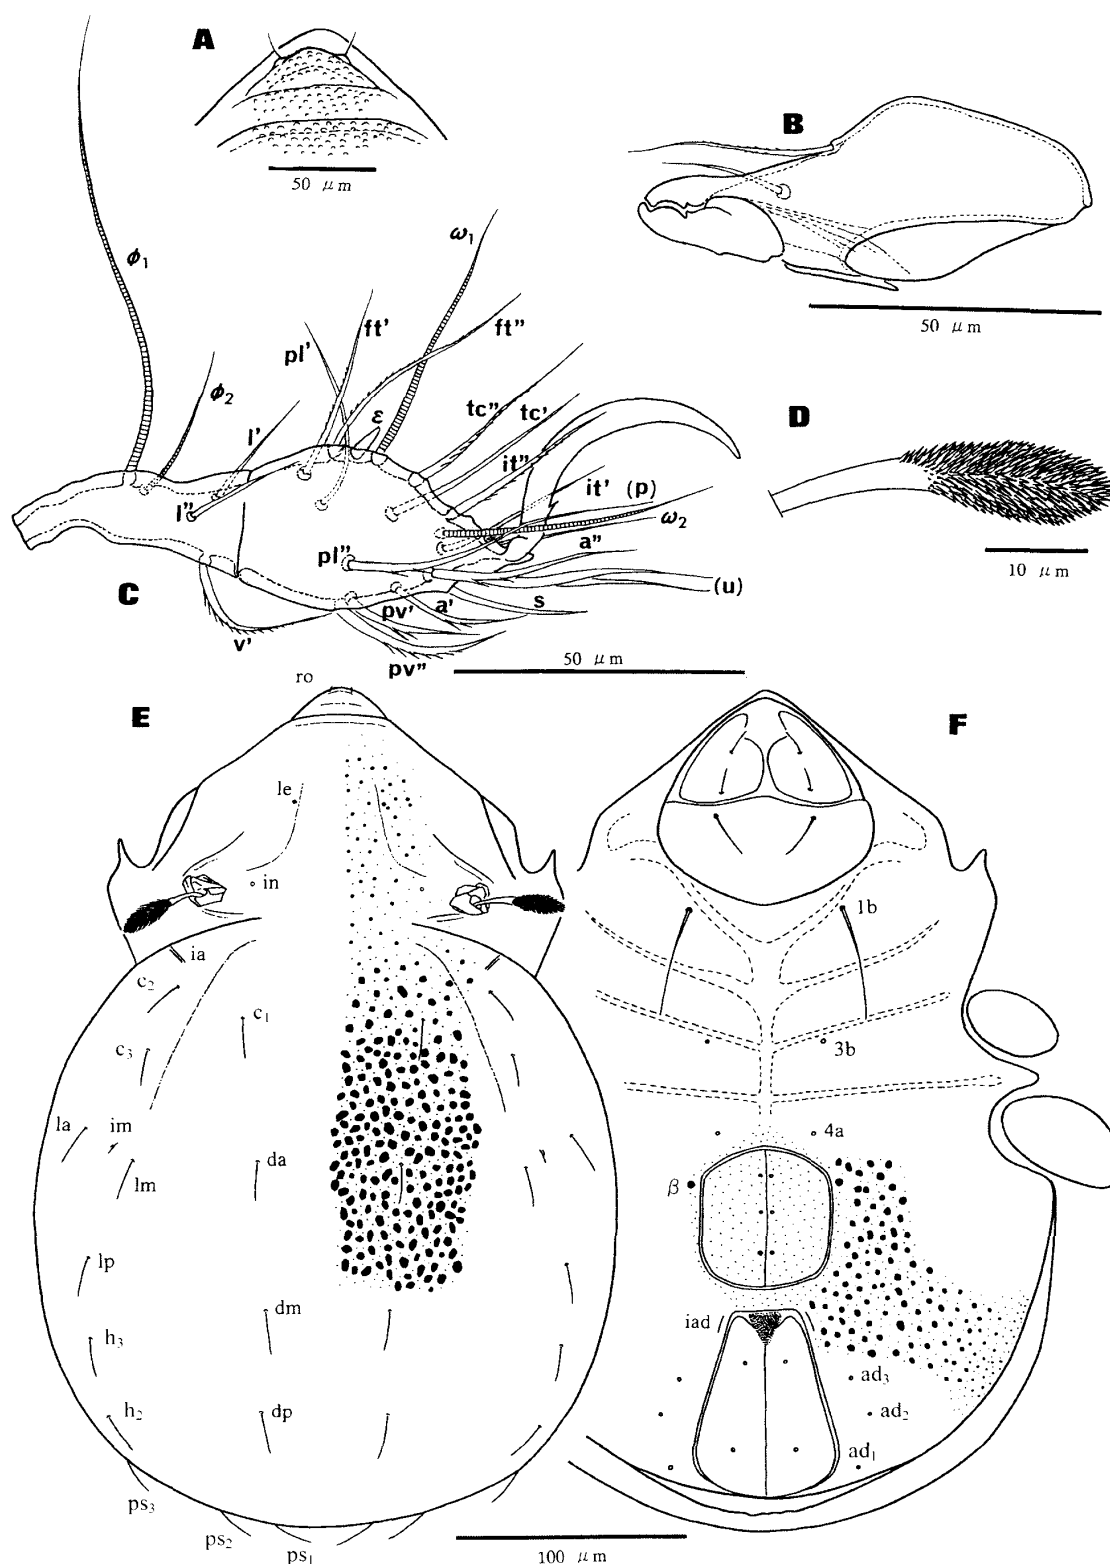 A
50 μm
B
50 μm
ϕ1
ω1
ft'
ft”
pl'
ϕ2
l'
ε
tc”
tc'
it”
it'
(p)
ω2
l”
pl”
a”
(u)
s
a'
pv'
pv”
v'
C
50 μm
D
10 μm
E
ro
le
in
ia
c2
c1
c3
la
im
lm
da
lp
dm
h3
h2
dp
ps3
ps2
ps1
100 μm
F
1b
3b
4a
β
iad
ad3
ad2
ad1